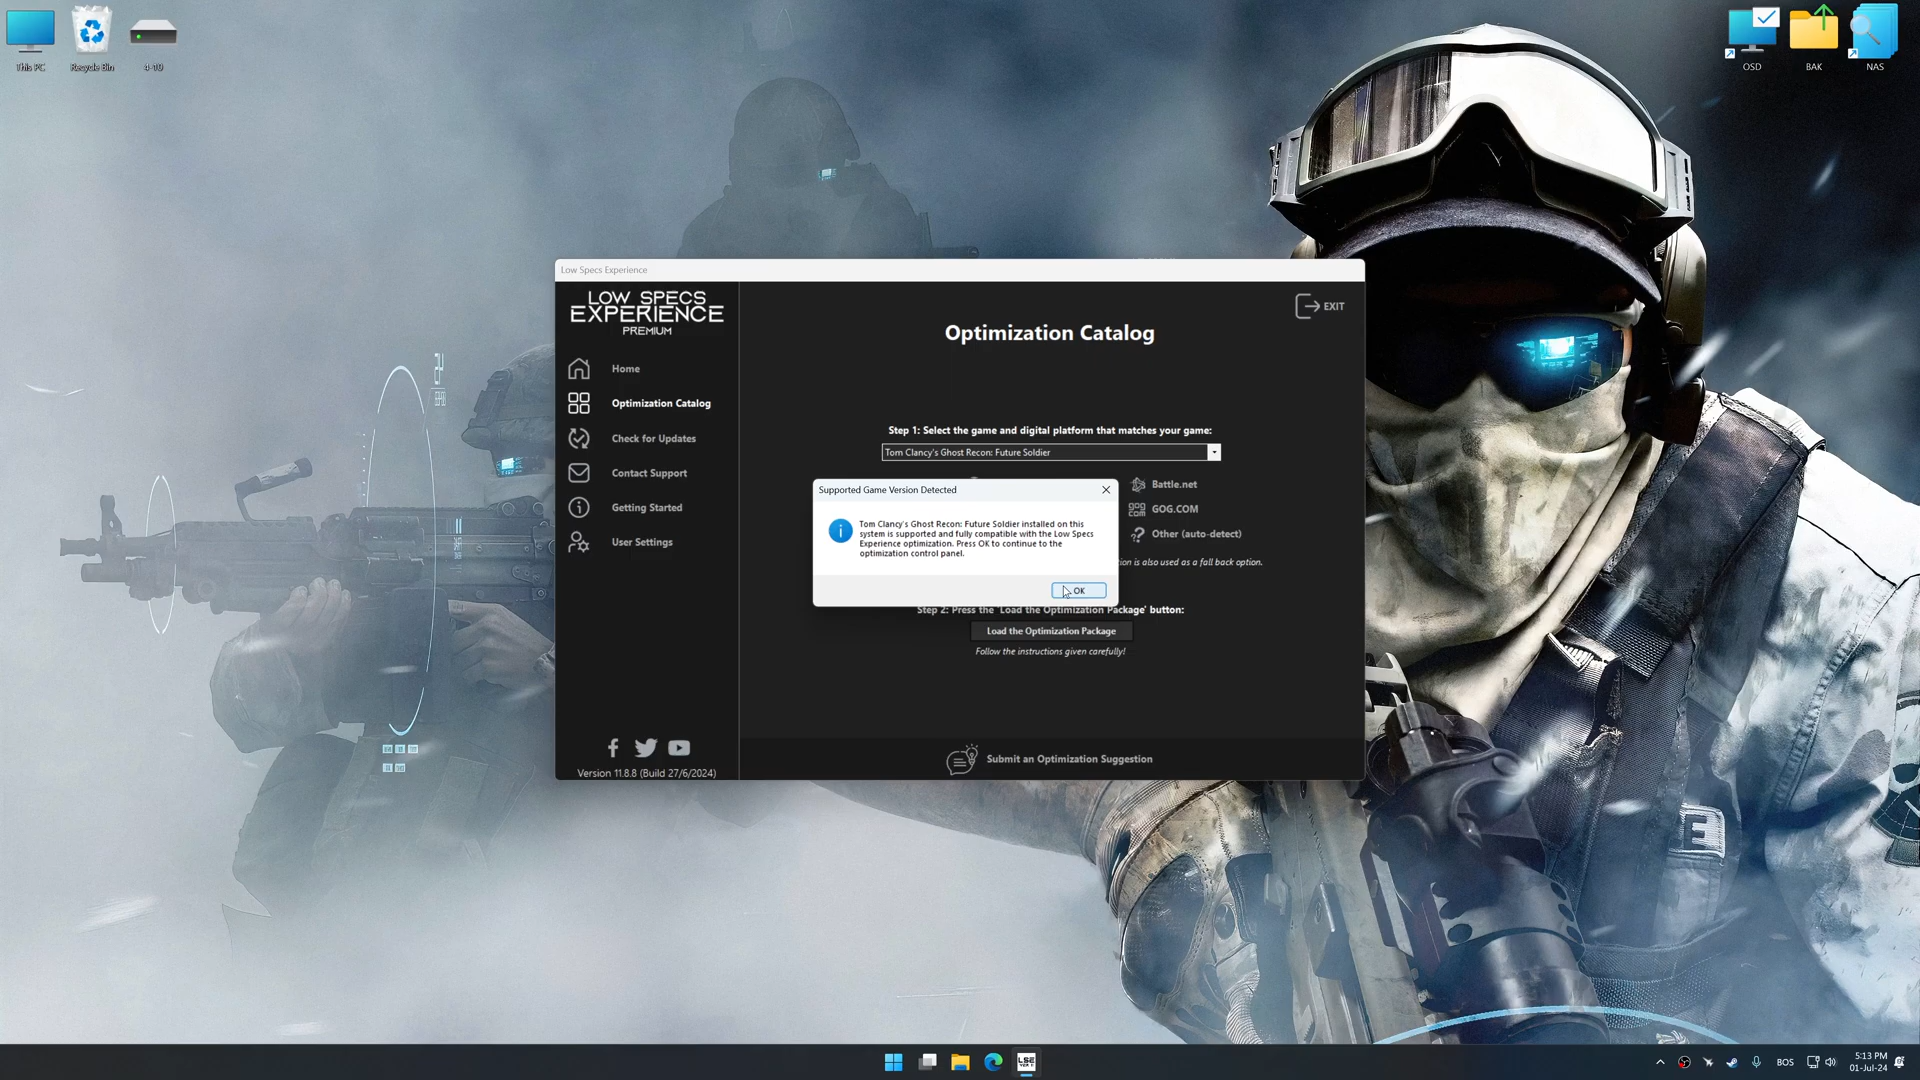 This PC
Recycle Bin
4-10
OSD
BAK
NAS
Low Specs Experience
LOW SPECS
EXPERIENCE
PREMIUM
Home
Optimization Catalog
Check for Updates
Contact Support
Getting Started
User Settings
Version 11.8.8 (Build 27/6/2024)
EXIT
Optimization Catalog
Step 1: Select the game and digital platform that matches your game:
Tom Clancy's Ghost Recon: Future Soldier
Battle.net
GOG.COM
Other (auto-detect)
tion is also used as a fall back option.
Supported Game Version Detected
Tom Clancy's Ghost Recon: Future Soldier installed on this
system is supported and fully compatible with the Low Specs
Experience optimization. Press OK to continue to the
optimization control panel.
OK
Step 2: Press the 'Load the Optimization Package' button:
Load the Optimization Package
Follow the instructions given carefully!
Submit an Optimization Suggestion
LSE
BOS
5:13 PM
01-Jul-24